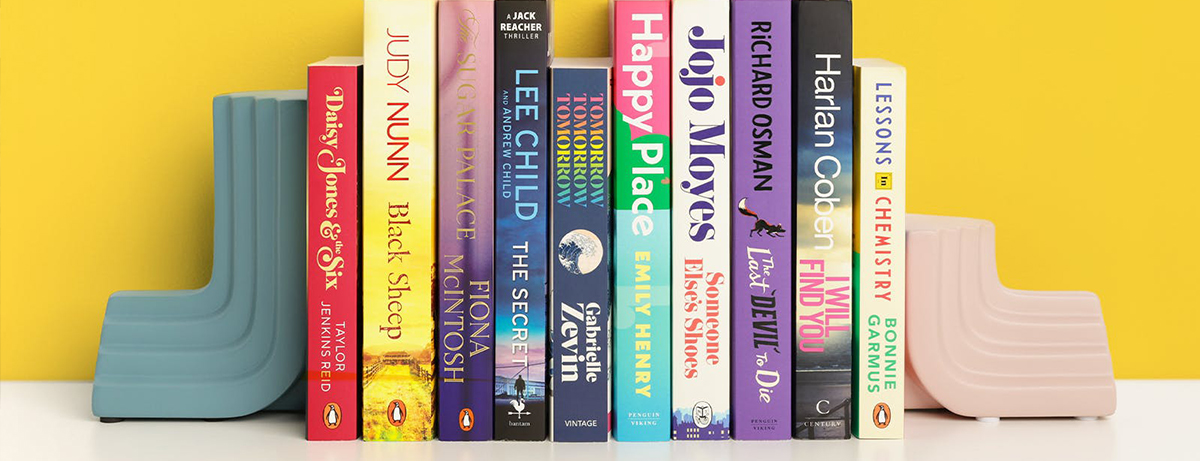 Daisy Jones & the Six
TAYLOR
JENKINS REID
JUDY NUNN
Black Sheep
The SUGAR PALACE
FIONA
McINTOSH
A JACK
REACHER
THRILLER
LEE CHILD
AND ANDREW CHILD
THE SECRET
bantam
TOMORROW
TOMORROW
TOMORROW
Gabrielle
Zevin
VINTAGE
Happy Place
EMILY HENRY
PENGUIN
VIKING
Jojo Moyes
Someone
Else's Shoes
RiCHARD OSMAN
The
Last DEVIL To
Die
PENGUIN
VIKING
Harlan Coben
I WILL
FIND YOU
C
CENTURY
LESSONS In CHEMISTRY
BONNIE
GARMUS